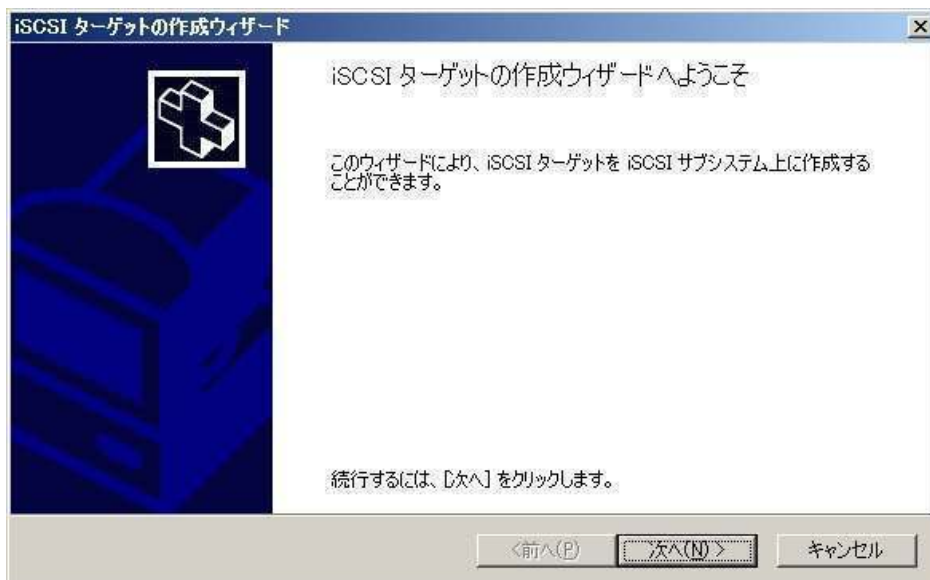 iSCSI ターゲットの作成ウィザード
iSCSI ターゲットの作成ウィザードへようこそ
このウィザードにより、iSCSI ターゲットを iSCSI サブシステム上に作成する
ことができます。
続行するには、[次へ] をクリックします。
<前へ(P)
次へ(N) >
キャンセル